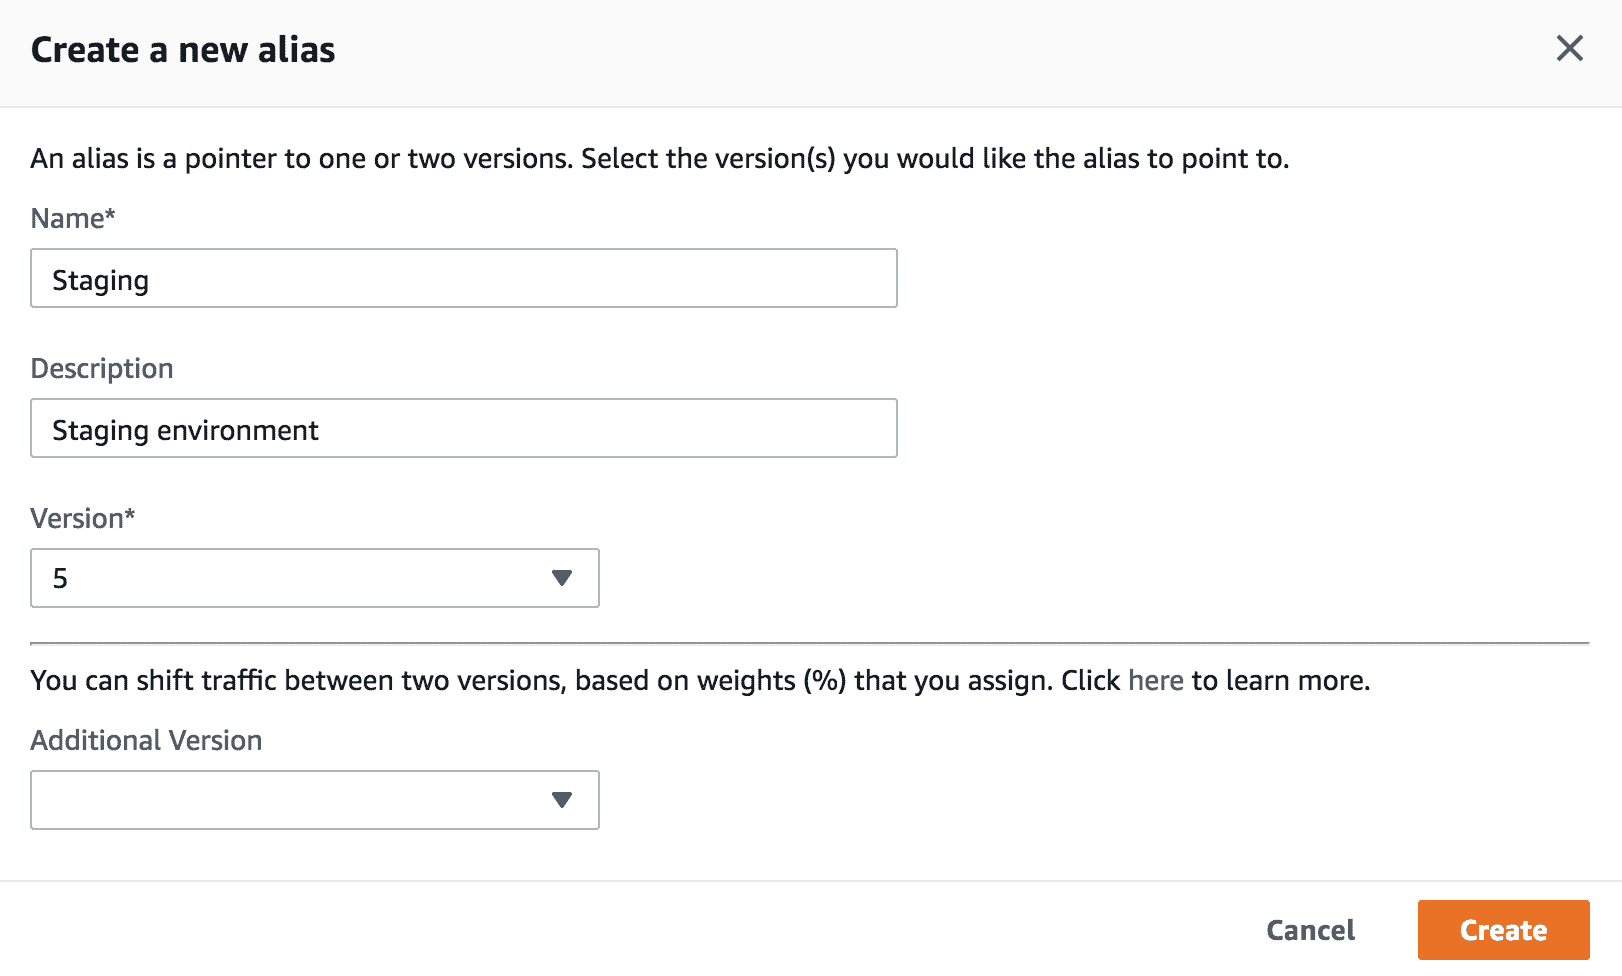 Create a new alias
An alias is a pointer to one or two versions. Select the version(s) you would like the alias to point to.
Name*
Staging
Description
Staging environment
Version*
5
You can shift traffic between two versions, based on weights (%) that you assign. Click here to learn more.
Additional Version
Cancel
Create